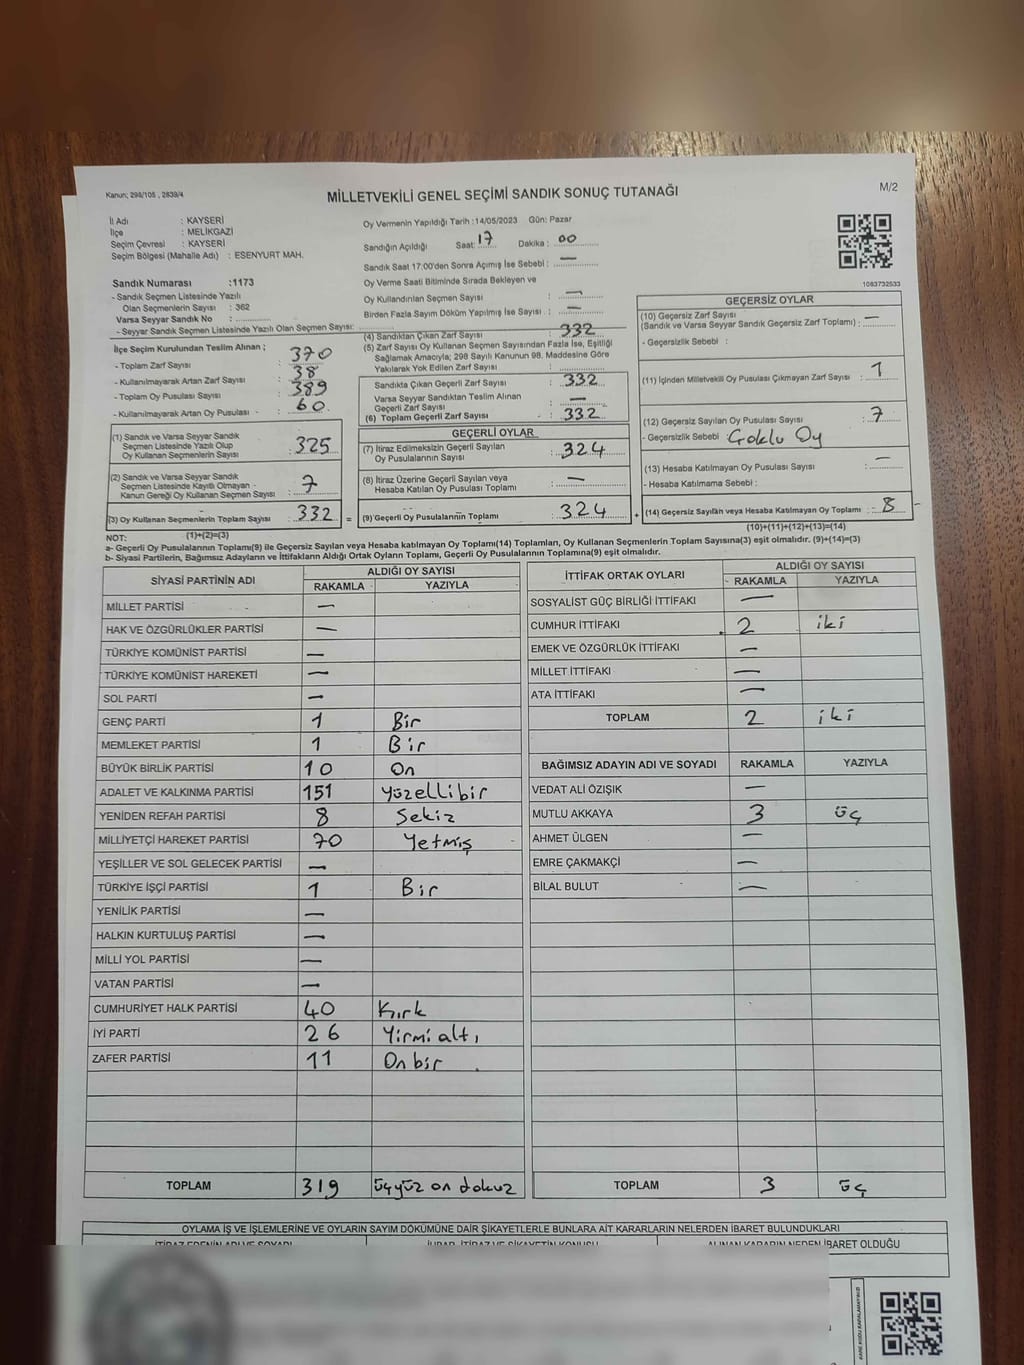 Kanun; 298/105 , 2839/4
MİLLETVEKİLİ GENEL SEÇİMİ SANDIK SONUÇ TUTANAĞI
M/2
İl Adı : KAYSERİ
İlçe : MELİKGAZİ
Seçim Çevresi : KAYSERİ
Seçim Bölgesi (Mahalle Adı) : ESENYURT MAH.
Sandık Numarası :1173
- Sandık Seçmen Listesinde Yazılı
Olan Seçmenlerin Sayısı : 362
Varsa Seyyar Sandık No :
- Seyyar Sandık Seçmen Listesinde Yazılı Olan Seçmen Sayısı:
İlçe Seçim Kurulundan Teslim Alınan ;
- Toplam Zarf Sayısı : 370
- Kullanılmayarak Artan Zarf Sayısı : 38
- Toplam Oy Pusulası Sayısı : 389
- Kullanılmayarak Artan Oy Pusulası - : 60
(1) Sandık ve Varsa Seyyar Sandık
Seçmen Listesinde Yazılı Olup
Oy Kullanan Seçmenlerin Sayısı : 325
(2) Sandık ve Varsa Seyyar Sandık
Seçmen Listesinde Kayıtlı Olmayan -
Kanun Gereği Oy Kullanan Seçmen Sayısı : 7
(3) Oy Kullanan Seçmenlerin Toplam Sayısı : 332 =
(1)+(2)=(3)
Oy Vermenin Yapıldığı Tarih :14/05/2023 Gün: Pazar
Sandığın Açıldığı Saat: 17 Dakika : 00
Sandık Saat 17:00'den Sonra Açılmış İse Sebebi : —
Oy Verme Saati Bitiminde Sırada Bekleyen ve
Oy Kullandırılan Seçmen Sayısı : —
Birden Fazla Sayım Döküm Yapılmış İse Sayısı : —
(4) Sandıktan Çıkan Zarf Sayısı : 332
(5) Zarf Sayısı Oy Kullanan Seçmen Sayısından Fazla İse, Eşitliği
Sağlamak Amacıyla; 298 Sayılı Kanunun 98. Maddesine Göre
Yakılarak Yok Edilen Zarf Sayısı :
Sandıkta Çıkan Geçerli Zarf Sayısı : 332
Varsa Seyyar Sandıktan Teslim Alınan
Geçerli Zarf Sayısı : —
(6) Toplam Geçerli Zarf Sayısı : 332
GEÇERLİ OYLAR
(7) İtiraz Edilmeksizin Geçerli Sayılan
Oy Pusulalarının Sayısı : 324
(8) İtiraz Üzerine Geçerli Sayılan veya
Hesaba Katılan Oy Pusulası Toplamı : —
(9) Geçerli Oy Pusulalarının Toplamı : 324 +
1083732533
GEÇERSİZ OYLAR
(10) Geçersiz Zarf Sayısı
(Sandık ve Varsa Seyyar Sandık Geçersiz Zarf Toplamı) : —
- Geçersizlik Sebebi :
(11) İçinden Milletvekili Oy Pusulası Çıkmayan Zarf Sayısı : 1
(12) Geçersiz Sayılan Oy Pusulası Sayısı : 7
- Geçersizlik Sebebi : Çoklu Oy
(13) Hesaba Katılmayan Oy Pusulası Sayısı : —
- Hesaba Katılmama Sebebi :
(14) Geçersiz Sayılan veya Hesaba Katılmayan Oy Toplamı : 8
(10)+(11)+(12)+(13)=(14)
NOT:
a- Geçerli Oy Pusulalarının Toplamı(9) ile Geçersiz Sayılan veya Hesaba Katılmayan Oy Toplamı(14) Toplamları, Oy Kullanan Seçmenlerin Toplam Sayısına(3) eşit olmalıdır. (9)+(14)=(3)
b- Siyasi Partilerin, Bağımsız Adayların ve İttifakların Aldığı Ortak Oyların Toplamı, Geçerli Oy Pusulalarının Toplamına(9) eşit olmalıdır.
SİYASİ PARTİNİN ADI ALDIĞI OY SAYISI
RAKAMLA YAZIYLA
MİLLET PARTİSİ —
HAK VE ÖZGÜRLÜKLER PARTİSİ —
TÜRKİYE KOMÜNİST PARTİSİ —
TÜRKİYE KOMÜNİST HAREKETİ —
SOL PARTİ —
GENÇ PARTİ 1 Bir
MEMLEKET PARTİSİ 1 Bir
BÜYÜK BİRLİK PARTİSİ 10 On
ADALET VE KALKINMA PARTİSİ 151 yüzellibir
YENİDEN REFAH PARTİSİ 8 Sekiz
MİLLİYETÇİ HAREKET PARTİSİ 70 Yetmiş
YEŞİLLER VE SOL GELECEK PARTİSİ —
TÜRKİYE İŞÇİ PARTİSİ 1 Bir
YENİLİK PARTİSİ —
HALKIN KURTULUŞ PARTİSİ —
MİLLİ YOL PARTİSİ —
VATAN PARTİSİ —
CUMHURİYET HALK PARTİSİ 40 Kırk
İYİ PARTİ 26 Yirmialtı
ZAFER PARTİSİ 11 Onbir
TOPLAM 319 üçyüz on dokuz
İTTİFAK ORTAK OYLARI ALDIĞI OY SAYISI
RAKAMLA YAZIYLA
SOSYALİST GÜÇ BİRLİĞİ İTTİFAKI —
CUMHUR İTTİFAKI 2 iki
EMEK VE ÖZGÜRLÜK İTTİFAKI —
MİLLET İTTİFAKI —
ATA İTTİFAKI —
TOPLAM 2 iki
BAĞIMSIZ ADAYIN ADI VE SOYADI RAKAMLA YAZIYLA
VEDAT ALİ ÖZIŞIK —
MUTLU AKKAYA 3 üç
AHMET ÜLGEN —
EMRE ÇAKMAKÇİ —
BİLAL BULUT —
TOPLAM 3 üç
OYLAMA İŞ VE İŞLEMLERİNE VE OYLARIN SAYIM DÖKÜMÜNE DAİR ŞİKAYETLERLE BUNLARA AİT KARARLARIN NELERDEN İBARET BULUNDUKLARI
İTİRAZ EDENİN ADI VE SOYADI
İHBAR, İTİRAZ VE ŞİKAYETİN KONUSU
ALINAN KARARIN NEDEN İBARET OLDUĞU